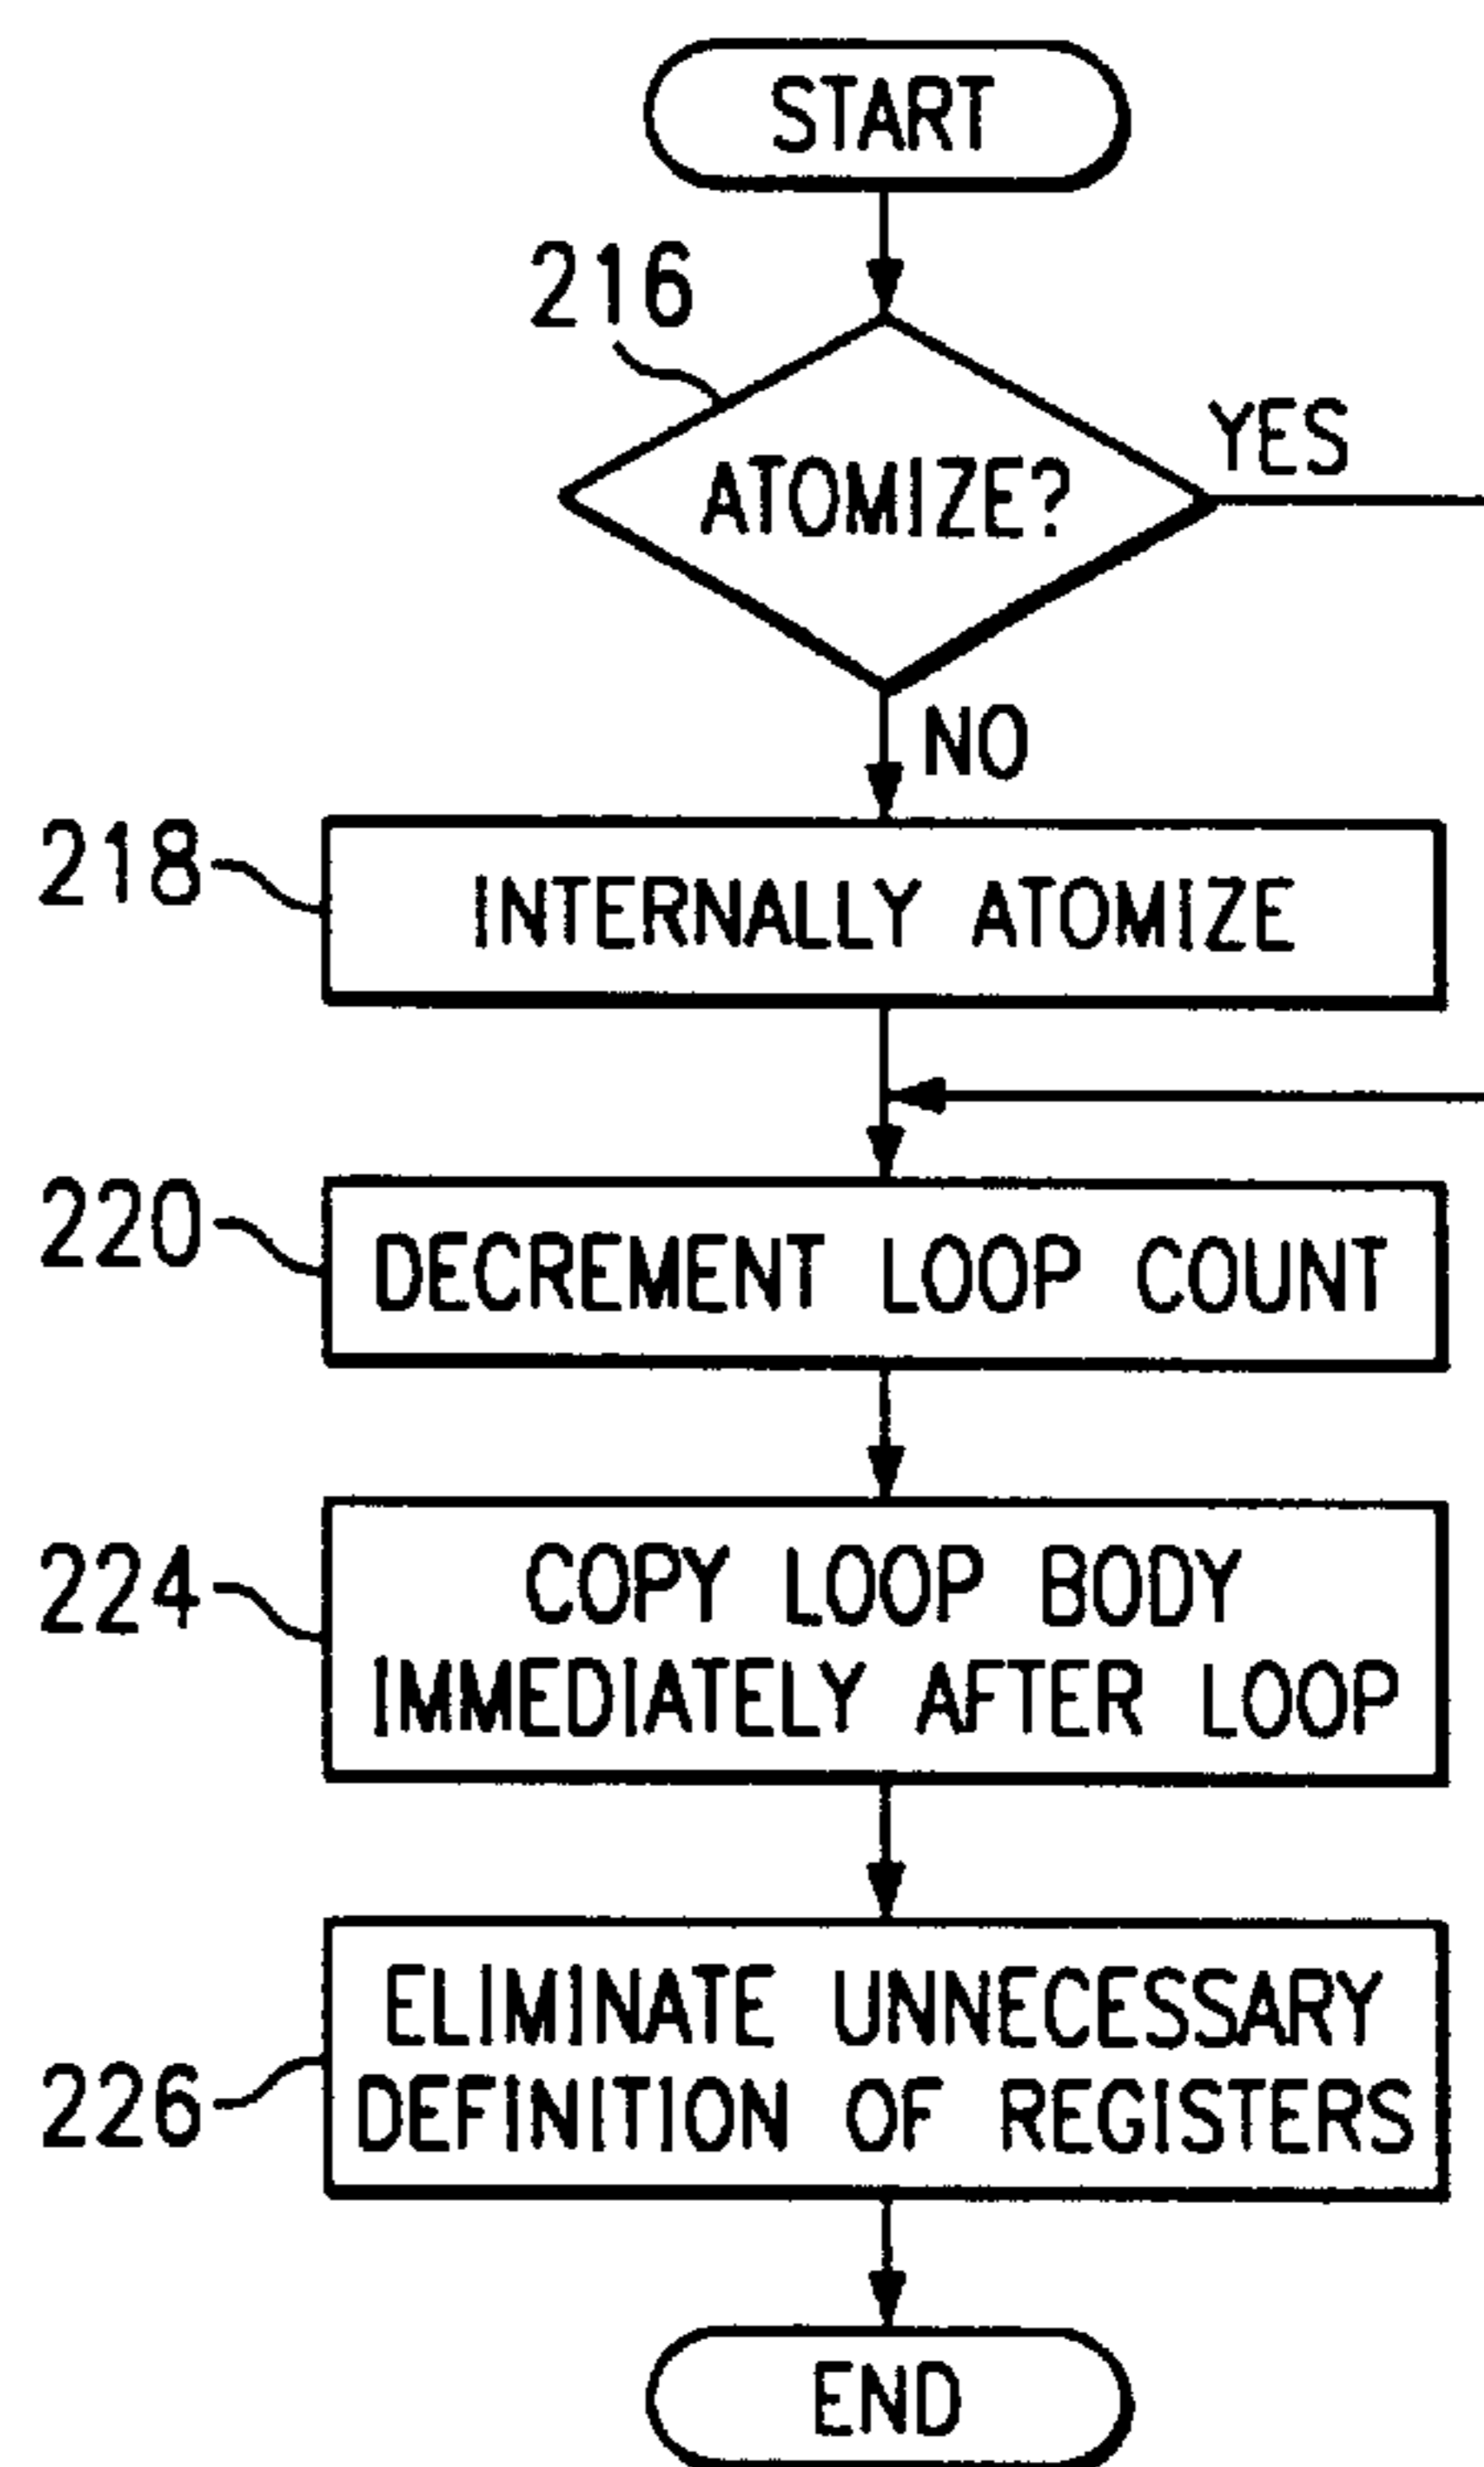 START
216
ATOMIZE?
YES
NO
218
INTERNALLY ATOMIZE
220
DECREMENT LOOP COUNT
224
COPY LOOP BODY
IMMEDIATELY AFTER LOOP
226
ELIMINATE UNNECESSARY
DEFINITION OF REGISTERS
END